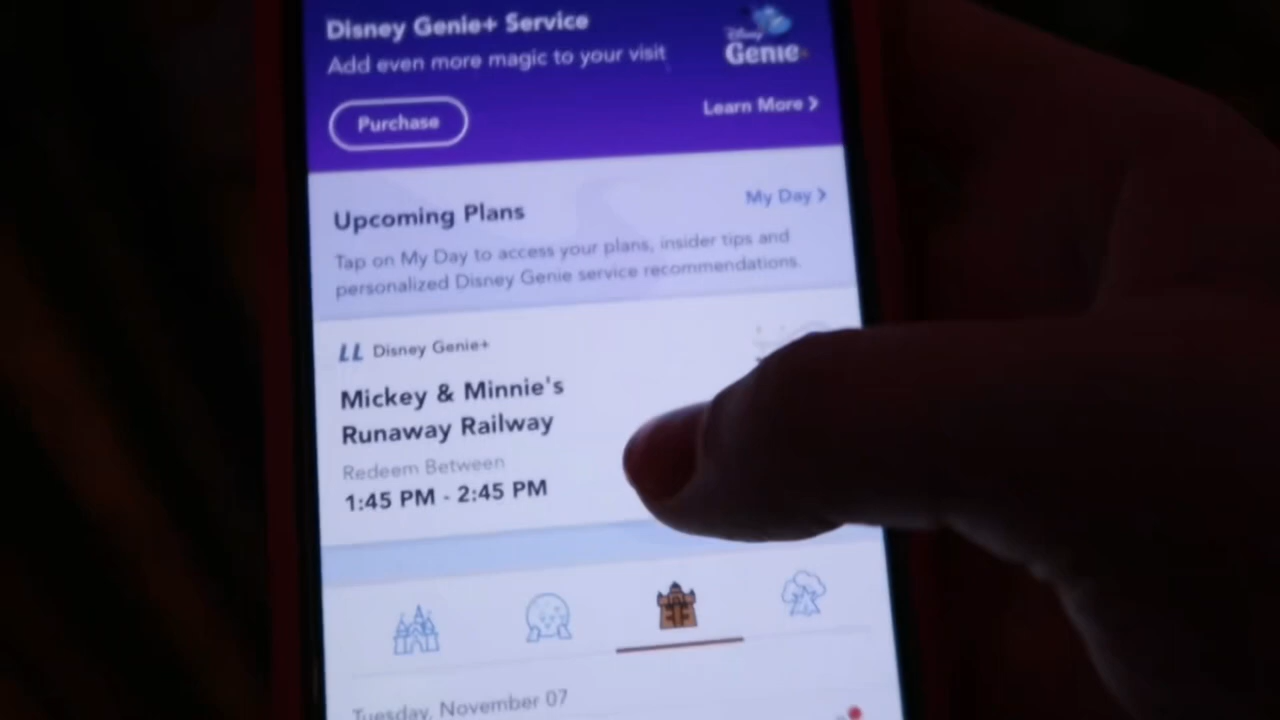 Disney Genie+ Service
Add even more magic to your visit
Disney
Genie
Purchase
Learn More
Upcoming Plans
My Day
Tap on My Day to access your plans, insider tips and
personalized Disney Genie service recommendations.
LL Disney Genie+
Mickey & Minnie's
Runaway Railway
Redeem Between
1:45 PM - 2:45 PM
Tuesday, November 07